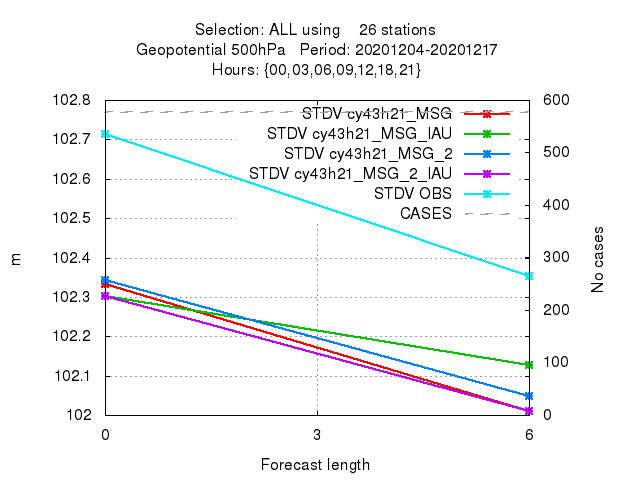 Selection: ALL using 26 stations
Geopotential 500hPa Period: 20201204-20201217
Hours: {00,03,06,09,12,18,21}
102.8
102.7
102.6
102.5
102.4
102.3
102.2
102.1
102
m
STDV cy43h21_MSG
STDV cy43h21_MSG_IAU
STDV cy43h21_MSG_2
STDV cy43h21_MSG_2_IAU
STDV OBS
CASES
600
500
400
300
200
100
0
No cases
0 3 6
Forecast length